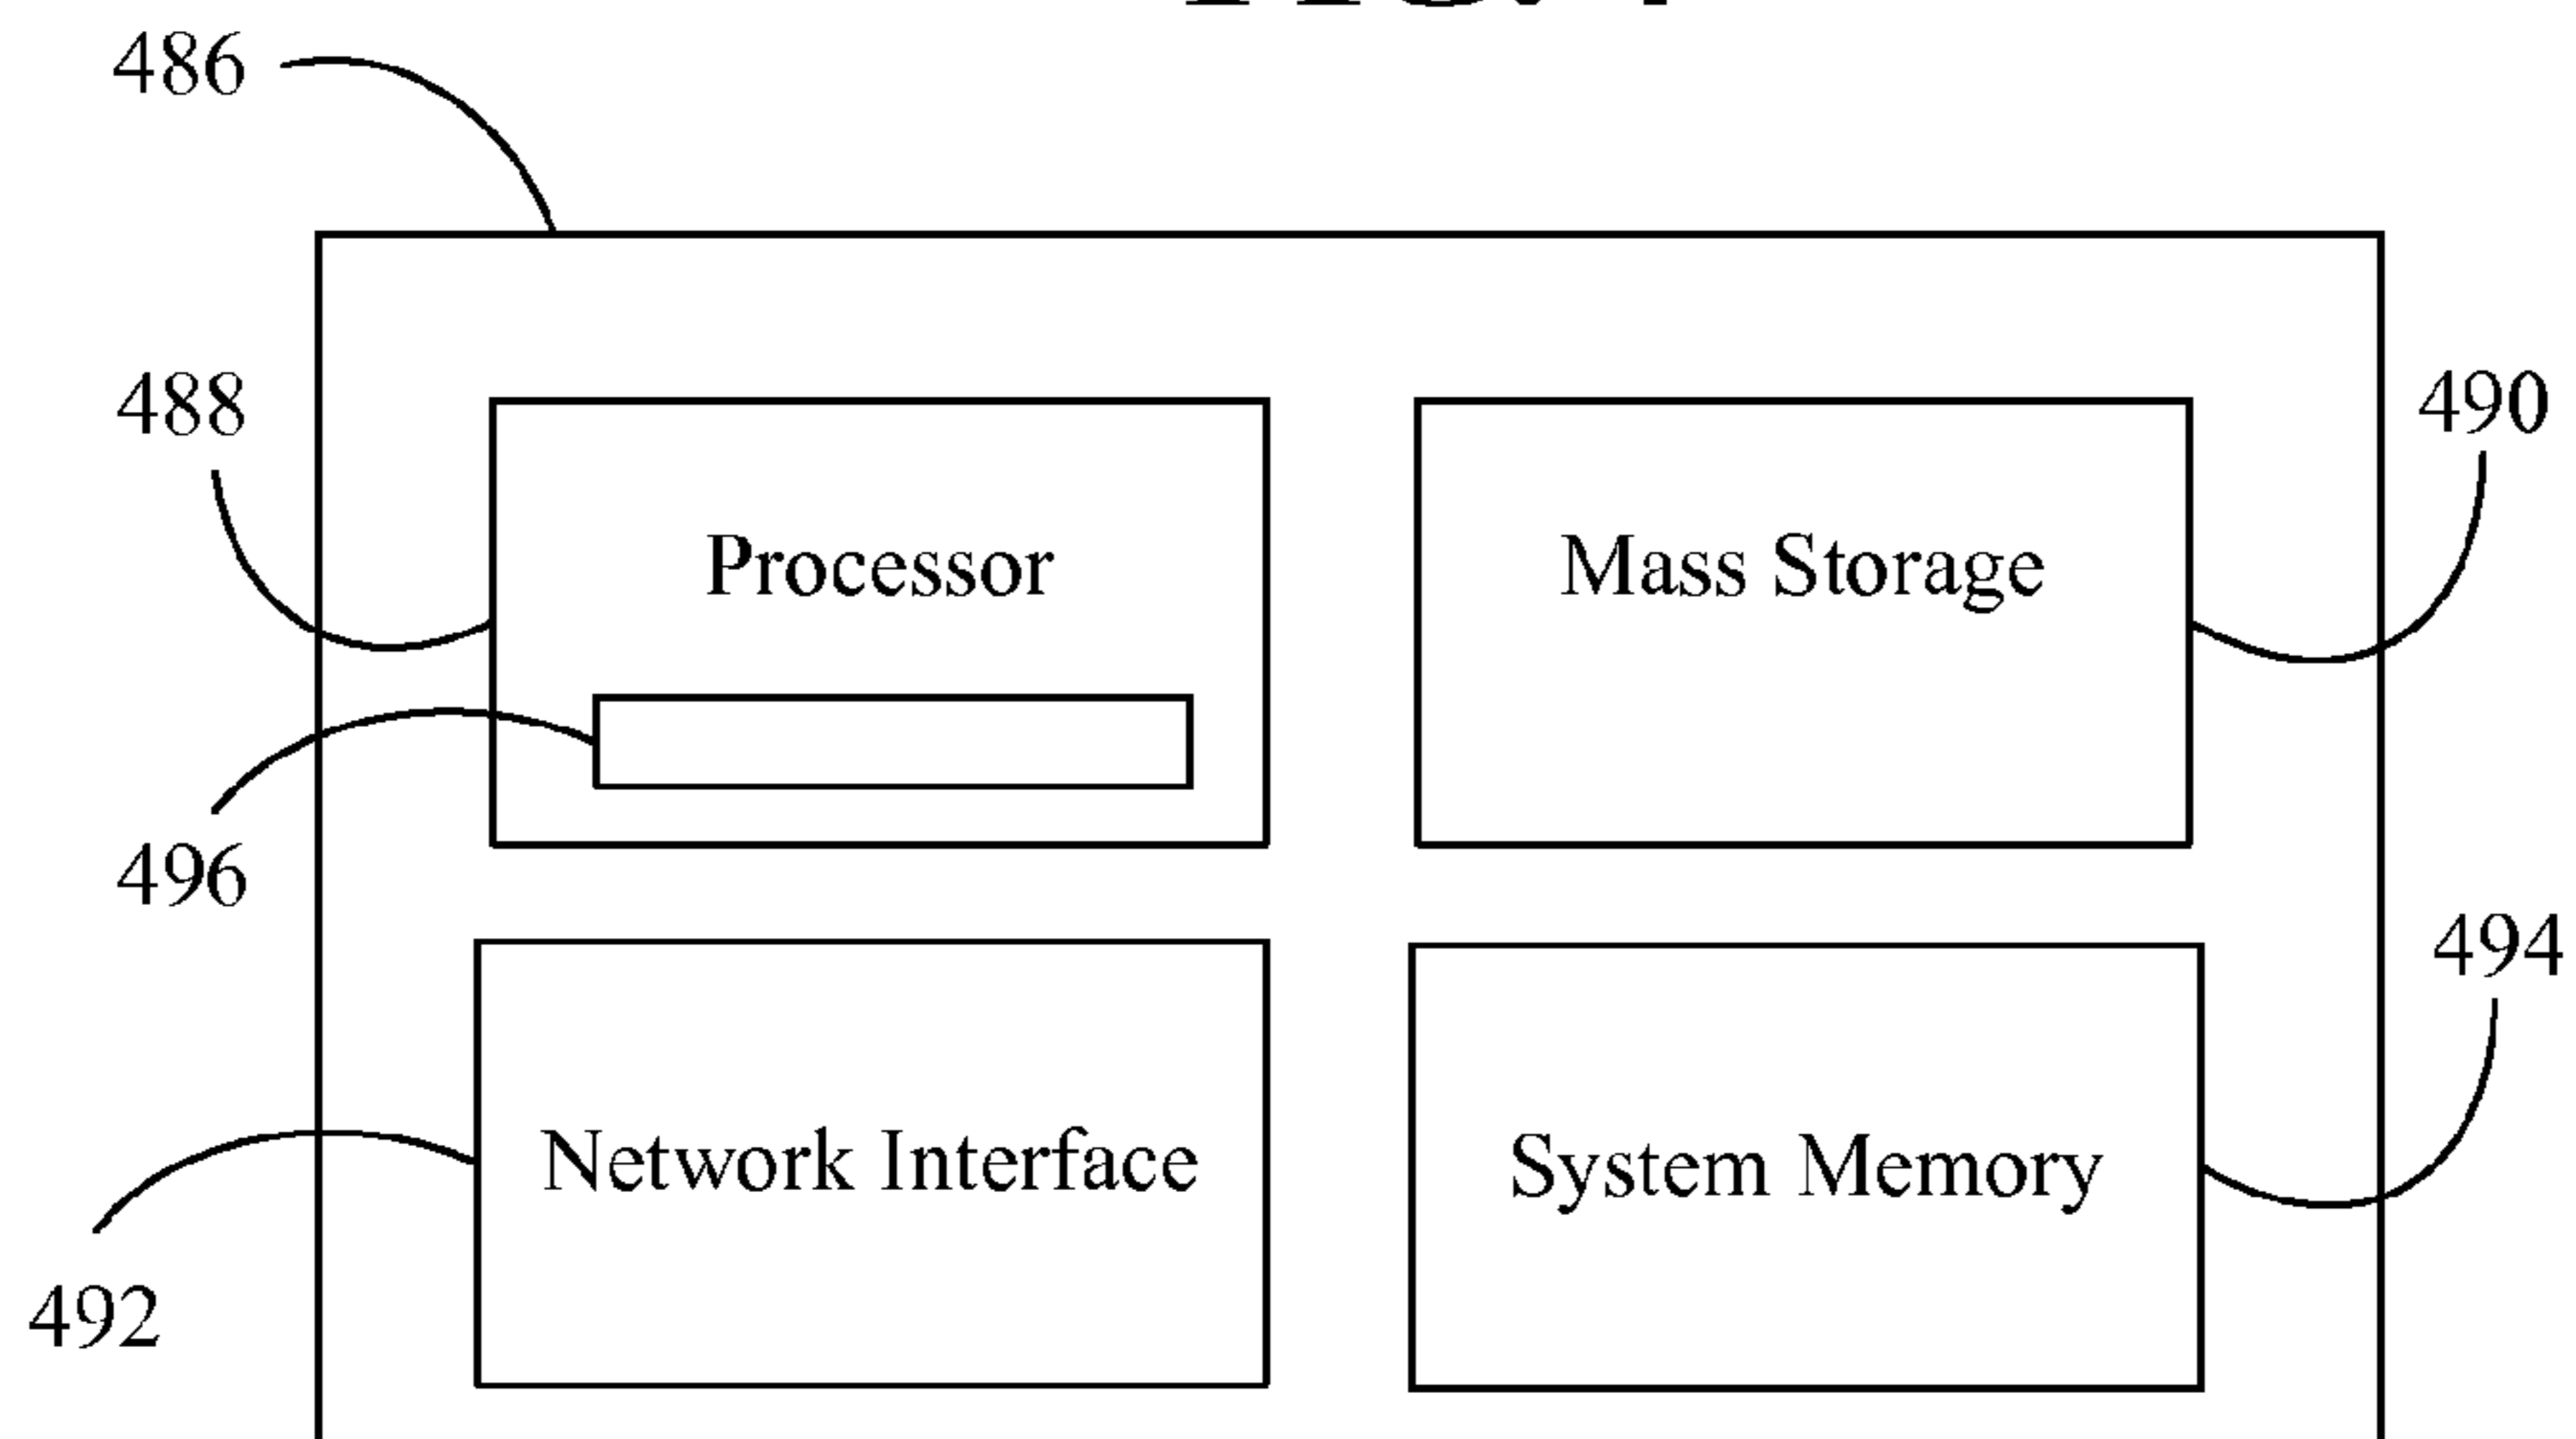 486
488
490
Processor
Mass Storage
496
494
Network Interface
System Memory
492